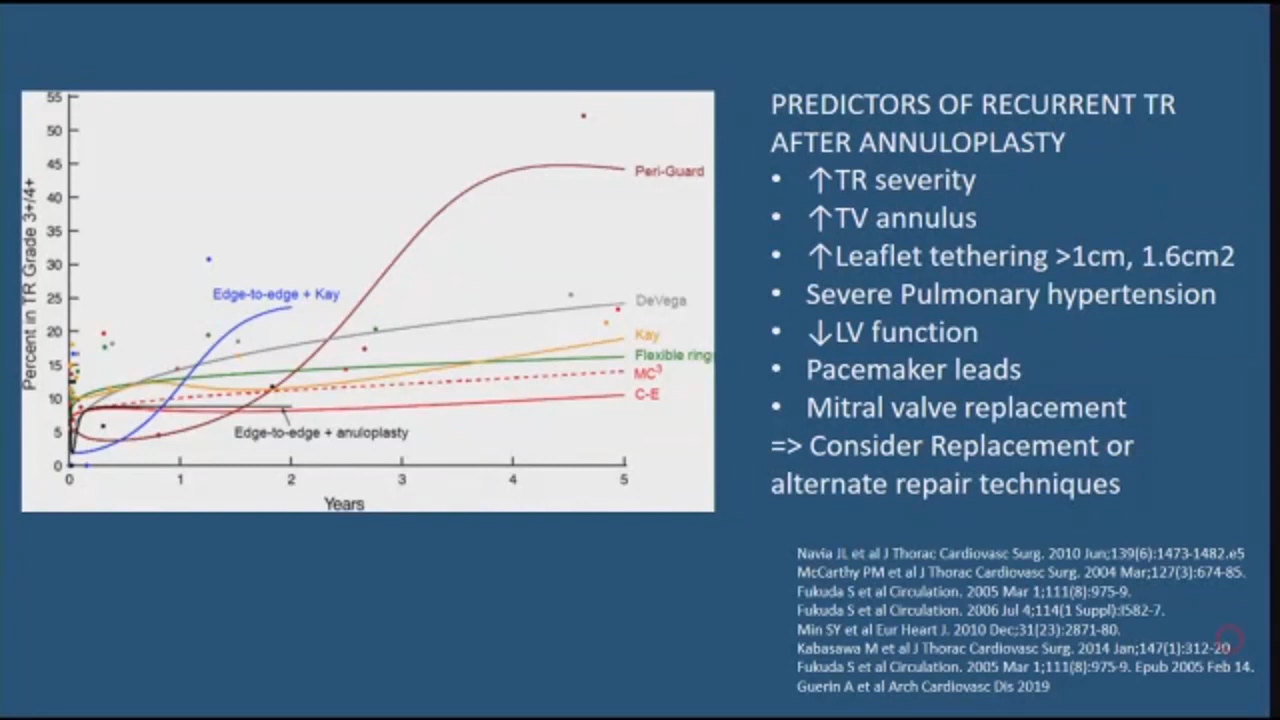 PREDICTORS OF RECURRENT TR
AFTER ANNULOPLASTY
• ↑TR severity
• ↑TV annulus
• ↑Leaflet tethering >1cm, 1.6cm2
• Severe Pulmonary hypertension
• ↓LV function
• Pacemaker leads
• Mitral valve replacement
=> Consider Replacement or
alternate repair techniques
Percent in TR Grade 3+/4+
55
50
45
40
35
30
25
20
15
10
5
0
0 1 2 3 4 5
Years
Peri-Guard
Edge-to-edge + Kay
DeVega
Kay
Flexible ring
MC3
C-E
Edge-to-edge + anuloplasty
Navia JL et al J Thorac Cardiovasc Surg. 2010 Jun;139(6):1473-1482.e5
McCarthy PM et al J Thorac Cardiovasc Surg. 2004 Mar;127(3):674-85.
Fukuda S et al Circulation. 2005 Mar 1;111(8):975-9.
Fukuda S et al Circulation. 2006 Jul 4;114(1 Suppl):I582-7.
Min SY et al Eur Heart J. 2010 Dec;31(23):2871-80.
Kabasawa M et al J Thorac Cardiovasc Surg. 2014 Jan;147(1):312-20
Fukuda S et al Circulation. 2005 Mar 1;111(8):975-9. Epub 2005 Feb 14.
Guerin A et al Arch Cardiovasc Dis 2019